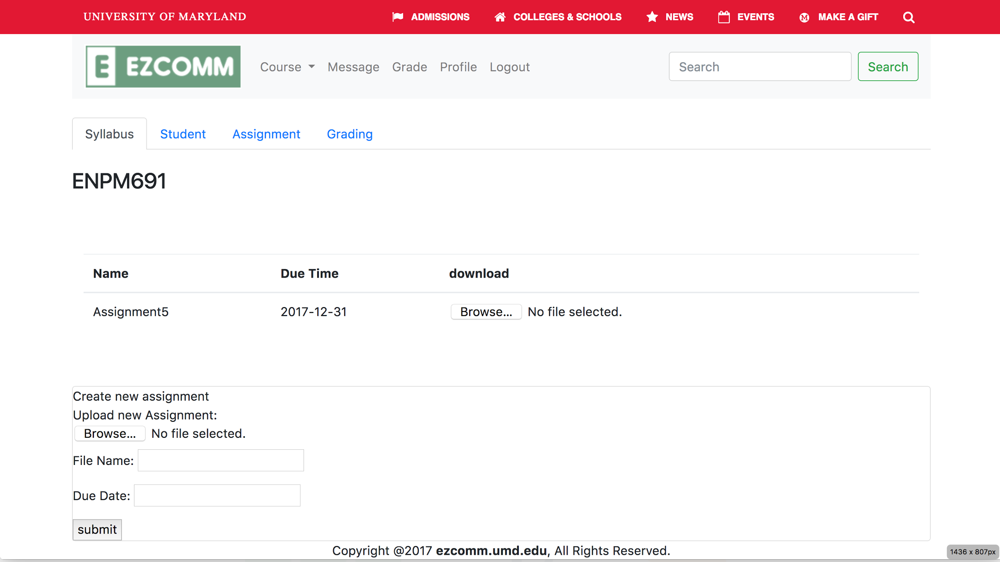 UNIVERSITY OF MARYLAND ADMISSIONS COLLEGES & SCHOOLS NEWS EVENTS M MAKE A GIFT
E EZCOMM Course Message Grade Profile Logout Search Search
Syllabus Student Assignment Grading
ENPM691
Name Due Time download
Assignment5 2017-12-31 Browse... No file selected.
Create new assignment
Upload new Assignment:
Browse... No file selected.
File Name:
Due Date:
submit
Copyright @2017 ezcomm.umd.edu, All Rights Reserved.
1436 x 807px